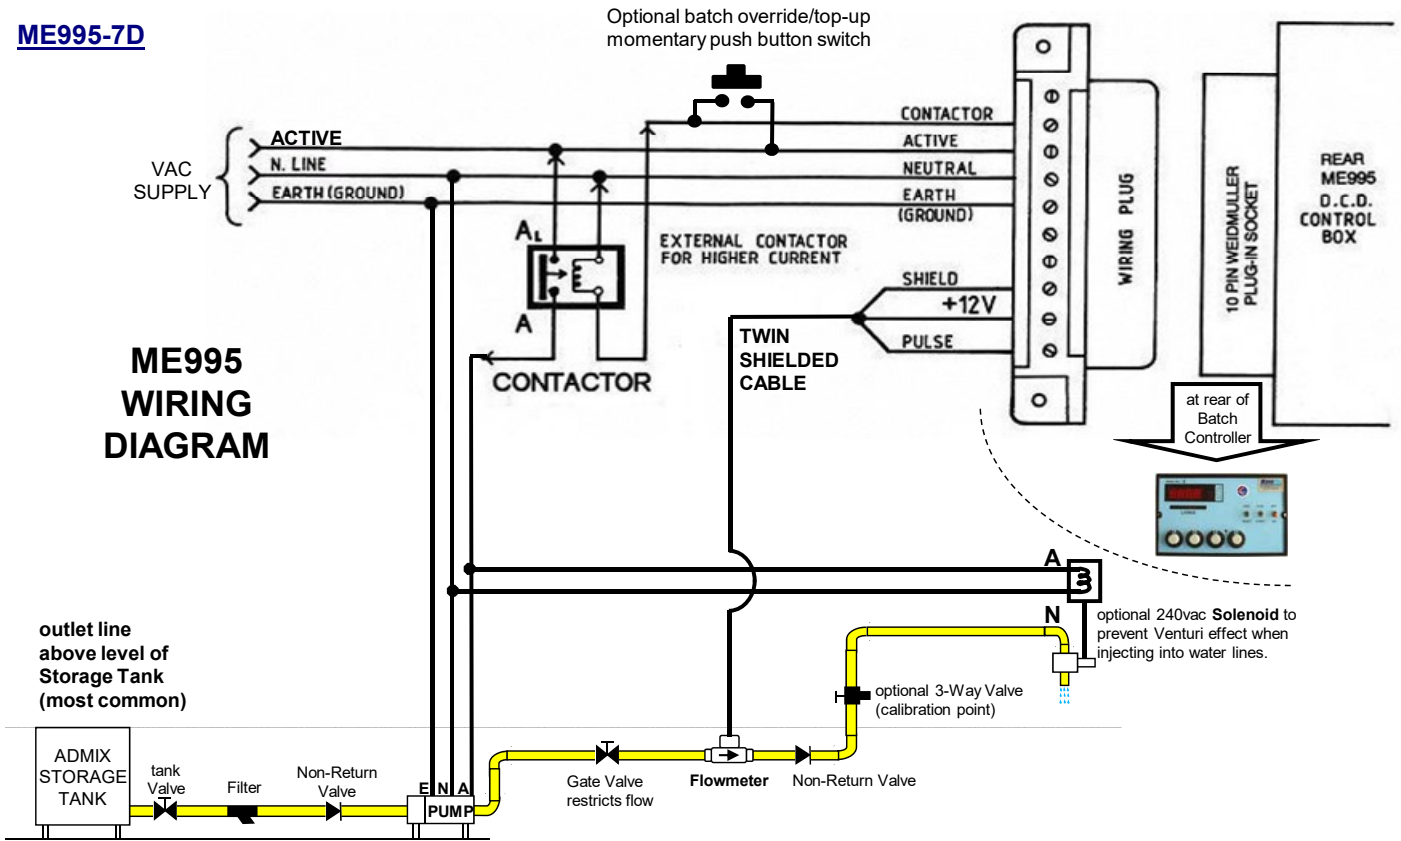 ME995-7D
Optional batch override/top-up
momentary push button switch
CONTACTOR
ACTIVE
ACTIVE
N. LINE
NEUTRAL
VAC
SUPPLY
EARTH (GROUND)
EARTH
(GROUND)
A1
A
EXTERNAL CONTACTOR
FOR HIGHER CURRENT
CONTACTOR
SHIELD
+12V
PULSE
TWIN
SHIELDED
CABLE
WIRING PLUG
10 PIN WEIDMULLER
PLUG-IN SOCKET
REAR
ME995
D.C.D.
CONTROL
BOX
ME995
WIRING
DIAGRAM
at rear of
Batch
Controller
A
N
optional 240vac Solenoid to
prevent Venturi effect when
injecting into water lines.
outlet line
above level of
Storage Tank
(most common)
optional 3-Way Valve
(calibration point)
ADMIX
STORAGE
TANK
tank
Valve
Filter
Non-Return
Valve
E N A
PUMP
Gate Valve
restricts flow
Flowmeter
Non-Return Valve